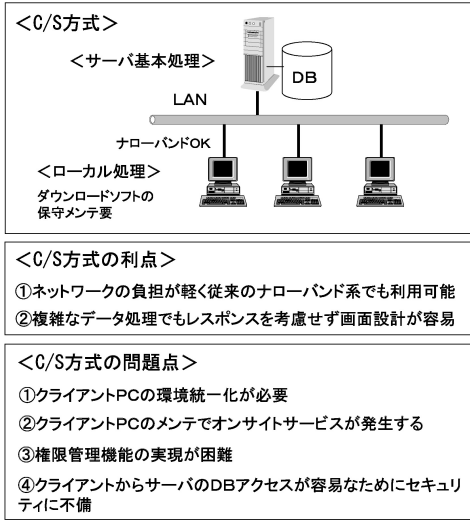 ＜C/S方式＞
＜サーバ基本処理＞
DB
LAN
ナローバンドOK
＜ローカル処理＞
ダウンロードソフトの
保守メンテ要
＜C/S方式の利点＞
①ネットワークの負担が軽く従来のナローバンド系でも利用可能
②複雑なデータ処理でもレスポンスを考慮せず画面設計が容易
＜C/S方式の問題点＞
①クライアントPCの環境統一化が必要
②クライアントPCのメンテでオンサイトサービスが発生する
③権限管理機能の実現が困難
④クライアントからサーバのDBアクセスが容易なためにセキュリ
ティに不備